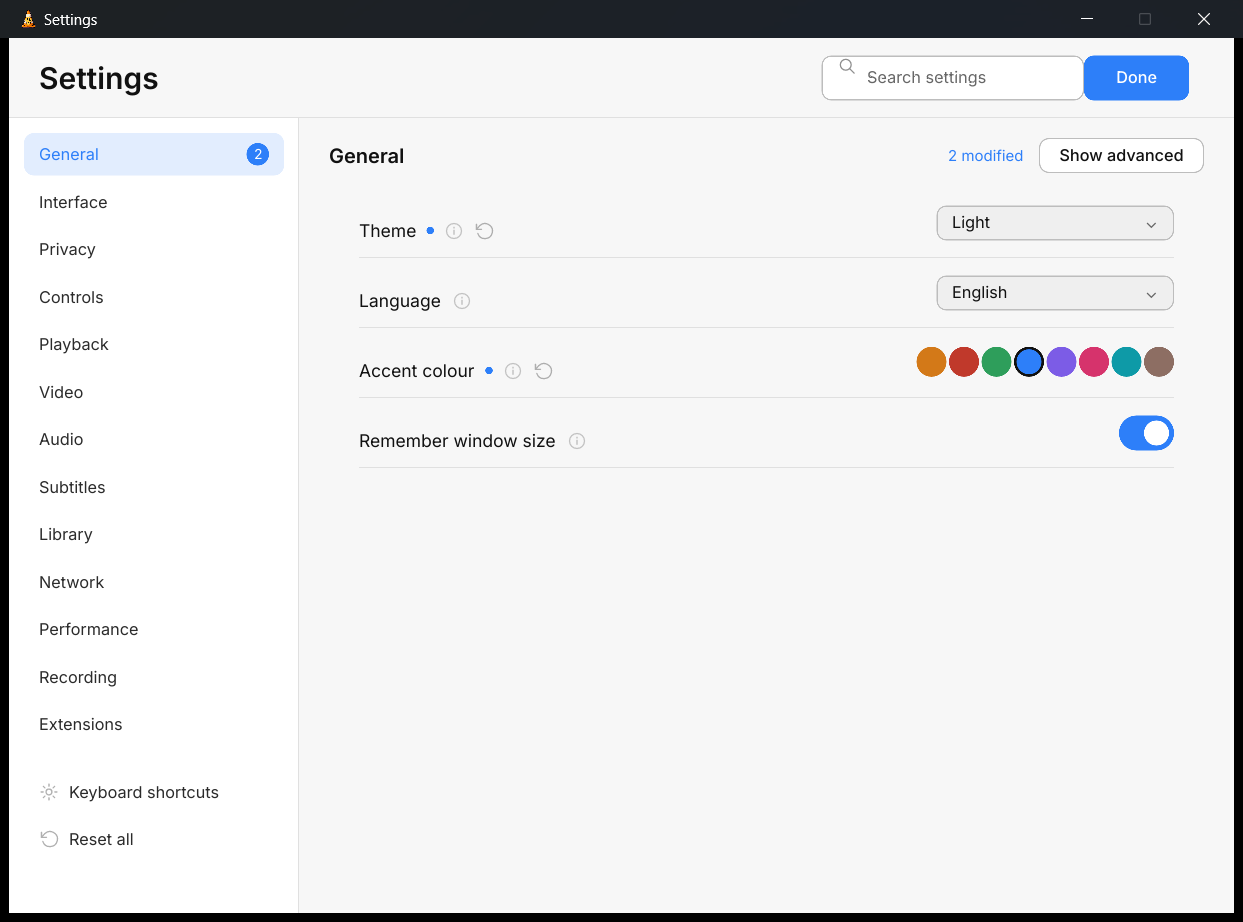 Settings
Settings
Search settings
Done
General 2
Interface
Privacy
Controls
Playback
Video
Audio
Subtitles
Library
Network
Performance
Recording
Extensions
Keyboard shortcuts
Reset all
General
2 modified
Show advanced
Theme
Light
Language
English
Accent colour
Remember window size